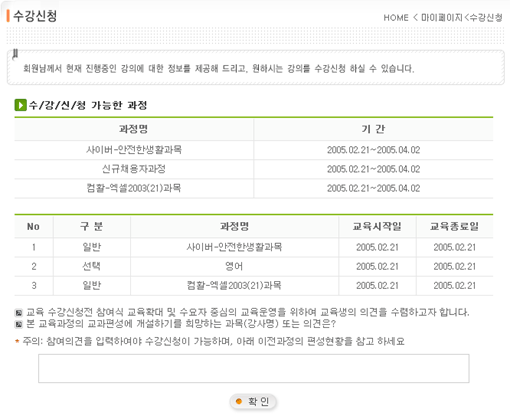 수강신청
HOME < 마이페이지<수강신청
회원님께서 현재 진행중인 강의에 대한 정보를 제공해 드리고, 원하시는 강의를 수강신청 하실 수 있습니다.
수/강/신/청 가능한 과정
과정명 기 간
사이버-안전한생활과목 2005.02.21~2005.04.02
신규채용자과정 2005.02.21~2005.04.02
컴활-엑셀2003(21)과목 2005.02.21~2005.04.02
No 구 분 과정명 교육시작일 교육종료일
1 일반 사이버-안전한생활과목 2005.02.21 2005.02.21
2 선택 영어 2005.02.21 2005.02.21
3 일반 컴활-엑셀2003(21)과목 2005.02.21 2005.02.21
교육 수강신청전 참여식 교육확대 및 수요자 중심의 교육운영을 위하여 교육생의 의견을 수렴하고자 합니다.
본 교육과정의 교과편성에 개설하기를 희망하는 과목(강사명) 또는 의견은?
주의: 참여의견을 입력하여야 수강신청이 가능하며, 아래 이전과정의 편성현황을 참고 하세요
확 인